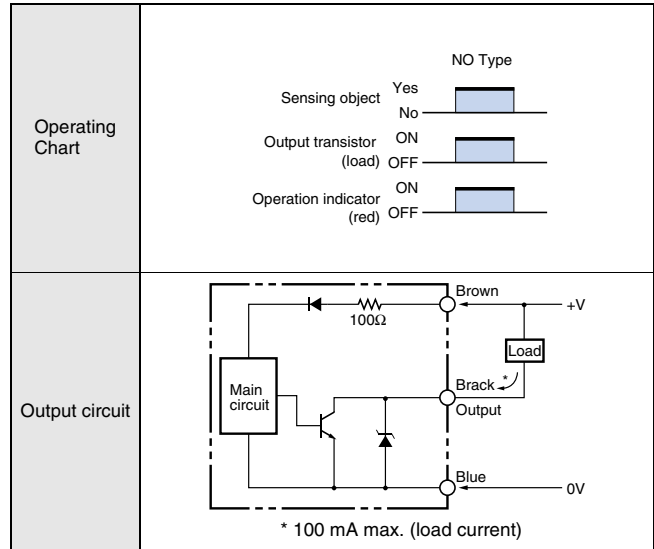 Operating
Chart
NO Type
Sensing object
Yes
No
Output transistor
(load)
ON
OFF
Operation indicator
(red)
ON
OFF
Output circuit
Brown
+V
100Ω
Load
Main
circuit
Brack
*
Output
Blue
0V
* 100 mA max. (load current)